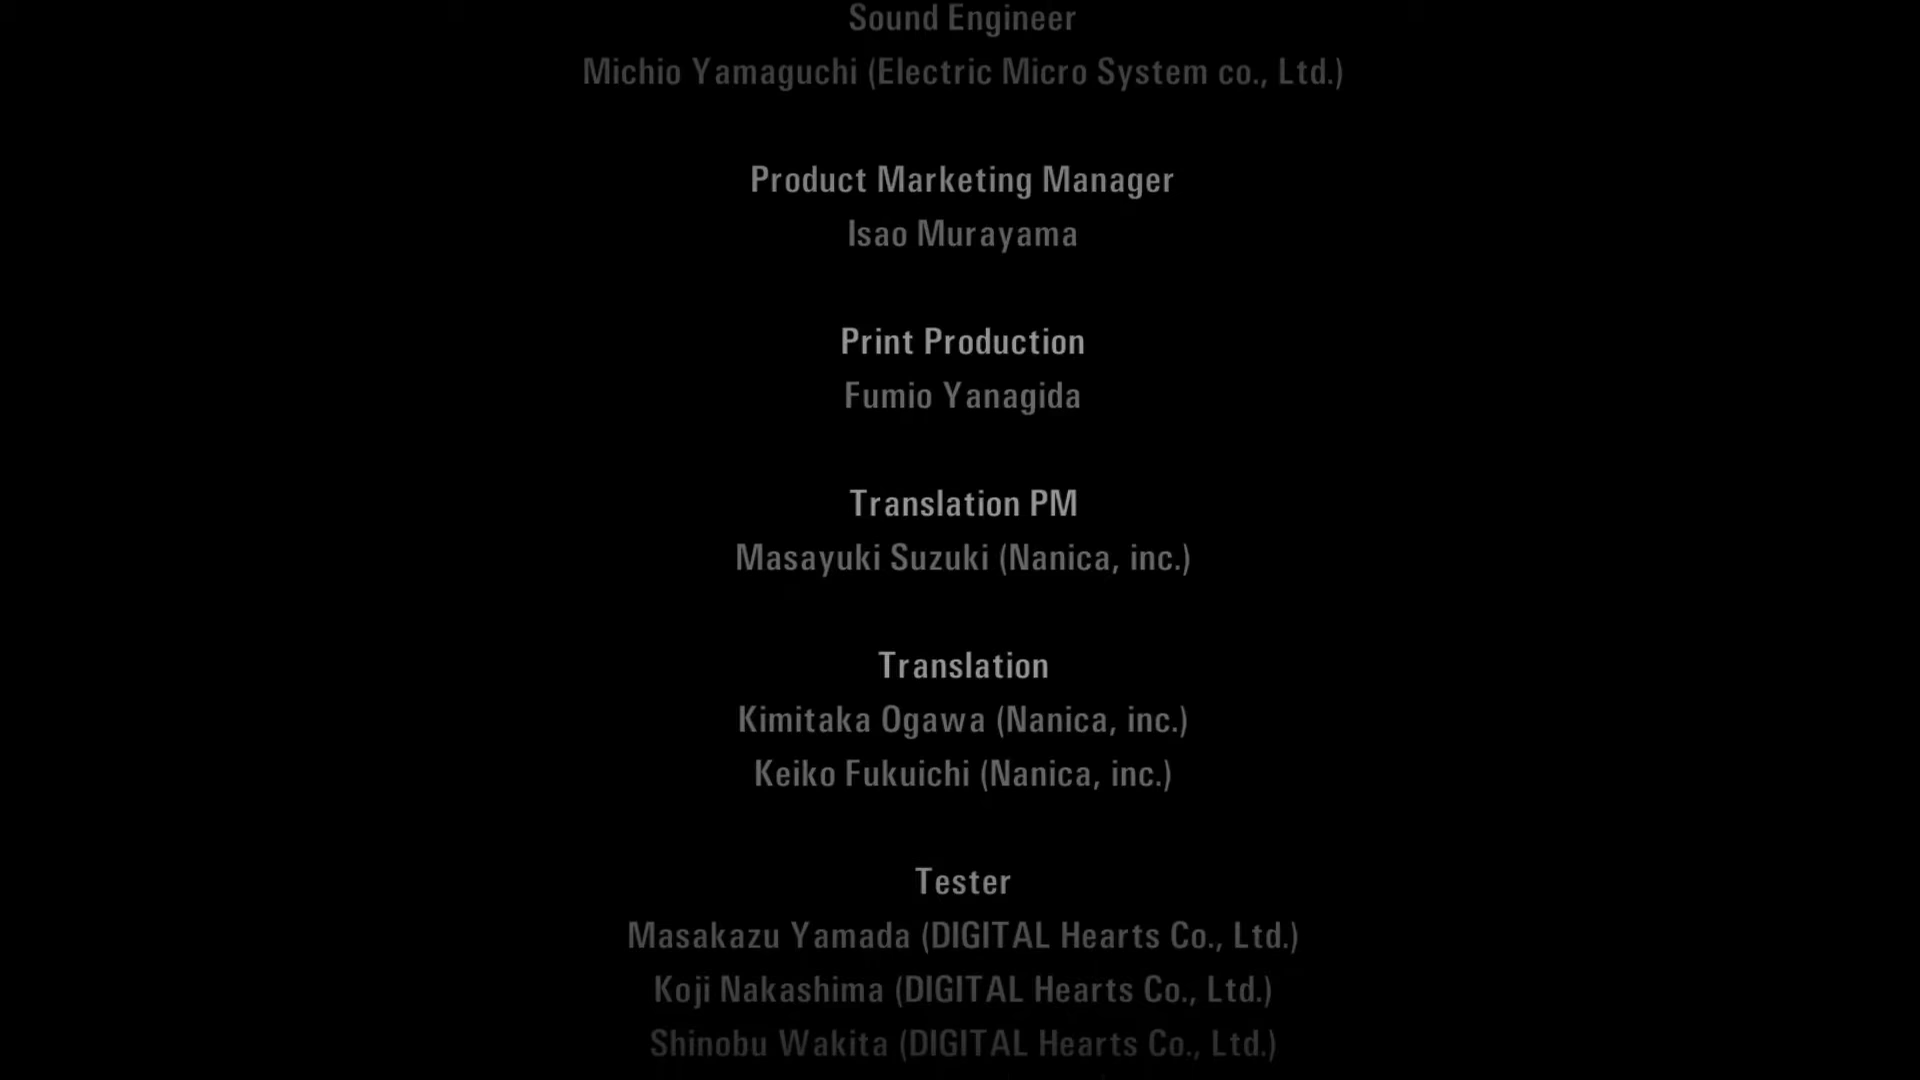 Sound Engineer
Michio Yamaguchi (Electric Micro System co., Ltd.)
Product Marketing Manager
Isao Murayama
Print Production
Fumio Yanagida
Translation PM
Masayuki Suzuki (Nanica, inc.)
Translation
Kimitaka Ogawa (Nanica, inc.)
Keiko Fukuichi (Nanica, inc.)
Tester
Masakazu Yamada (DIGITAL Hearts Co., Ltd.)
Koji Nakashima (DIGITAL Hearts Co., Ltd.)
Shinobu Wakita (DIGITAL Hearts Co., Ltd.)